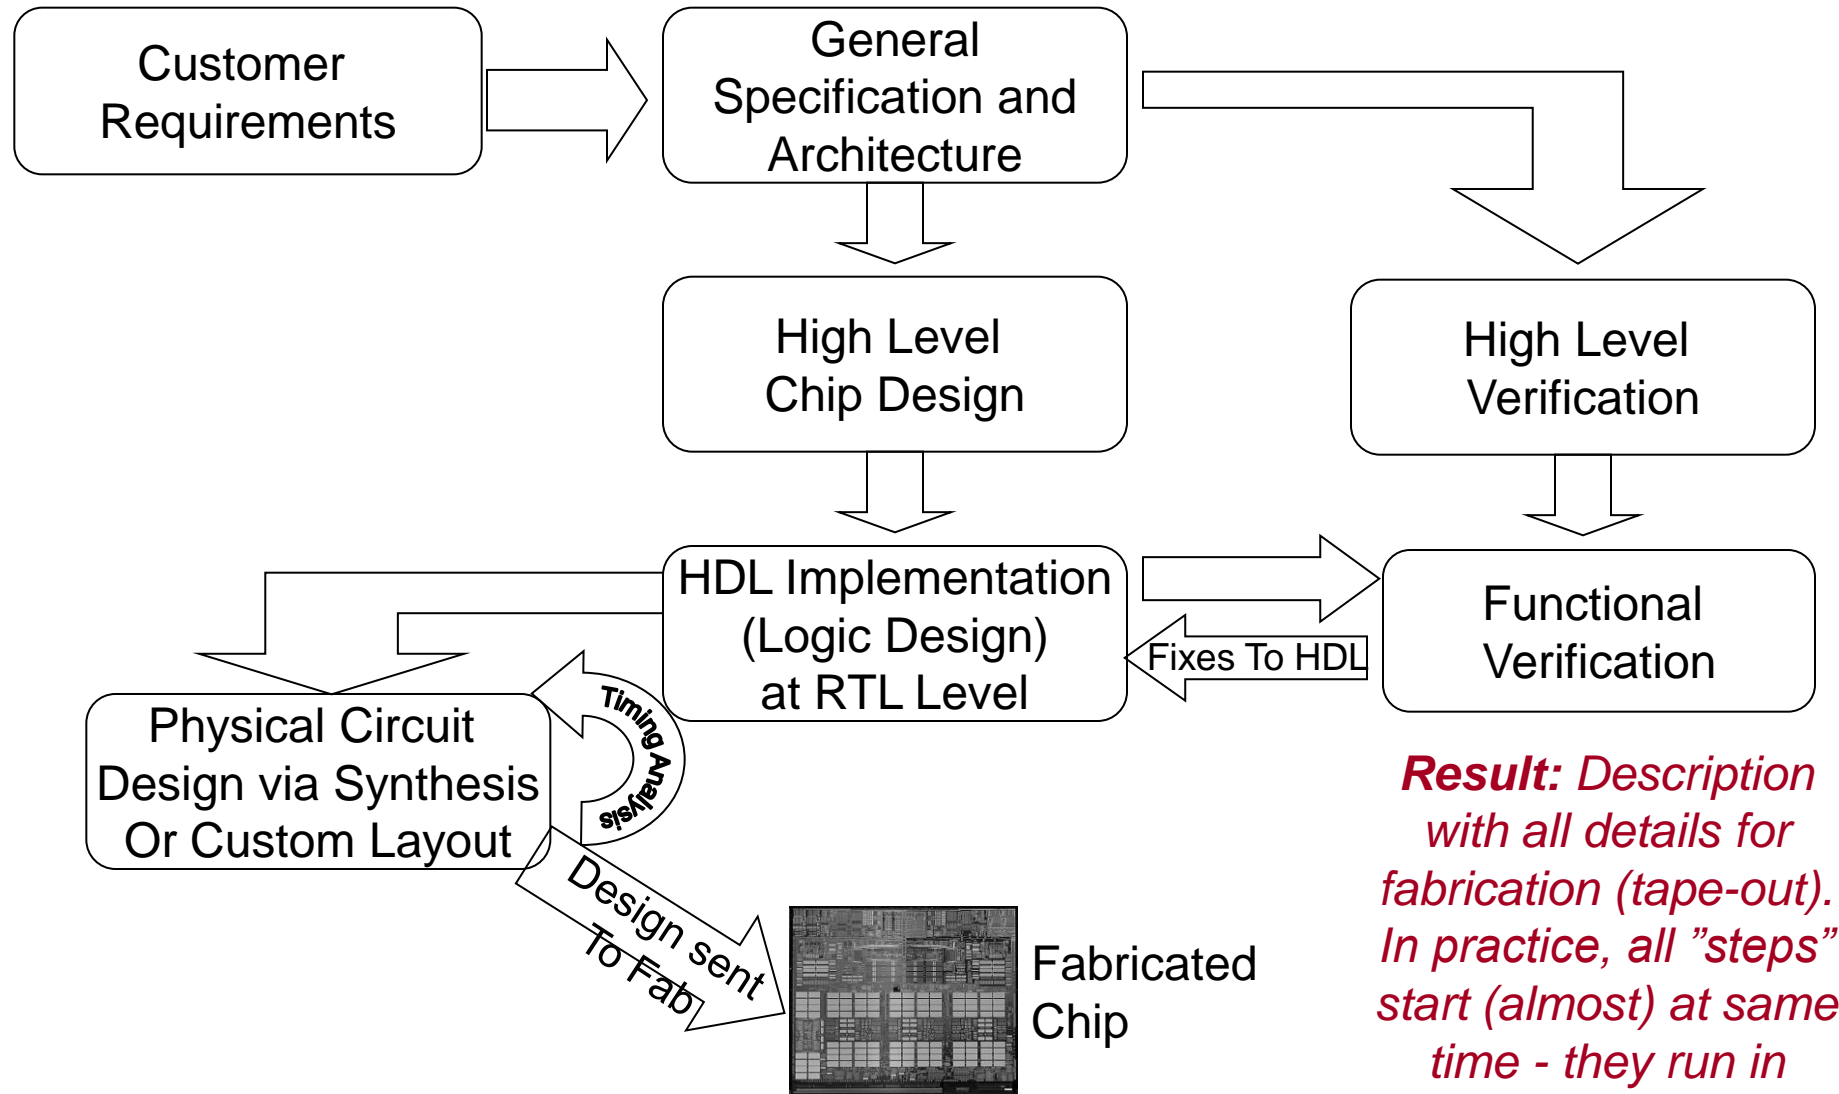 Customer
Requirements
General
Specification and
Architecture
High Level
Chip Design
High Level
Verification
HDL Implementation
(Logic Design)
at RTL Level
Fixes To HDL
Functional
Verification
Timing Analysis
Physical Circuit
Design via Synthesis
Or Custom Layout
Design sent
To Fab
Fabricated
Chip
Result: Description
with all details for
fabrication (tape-out).
In practice, all ”steps”
start (almost) at same
time - they run in